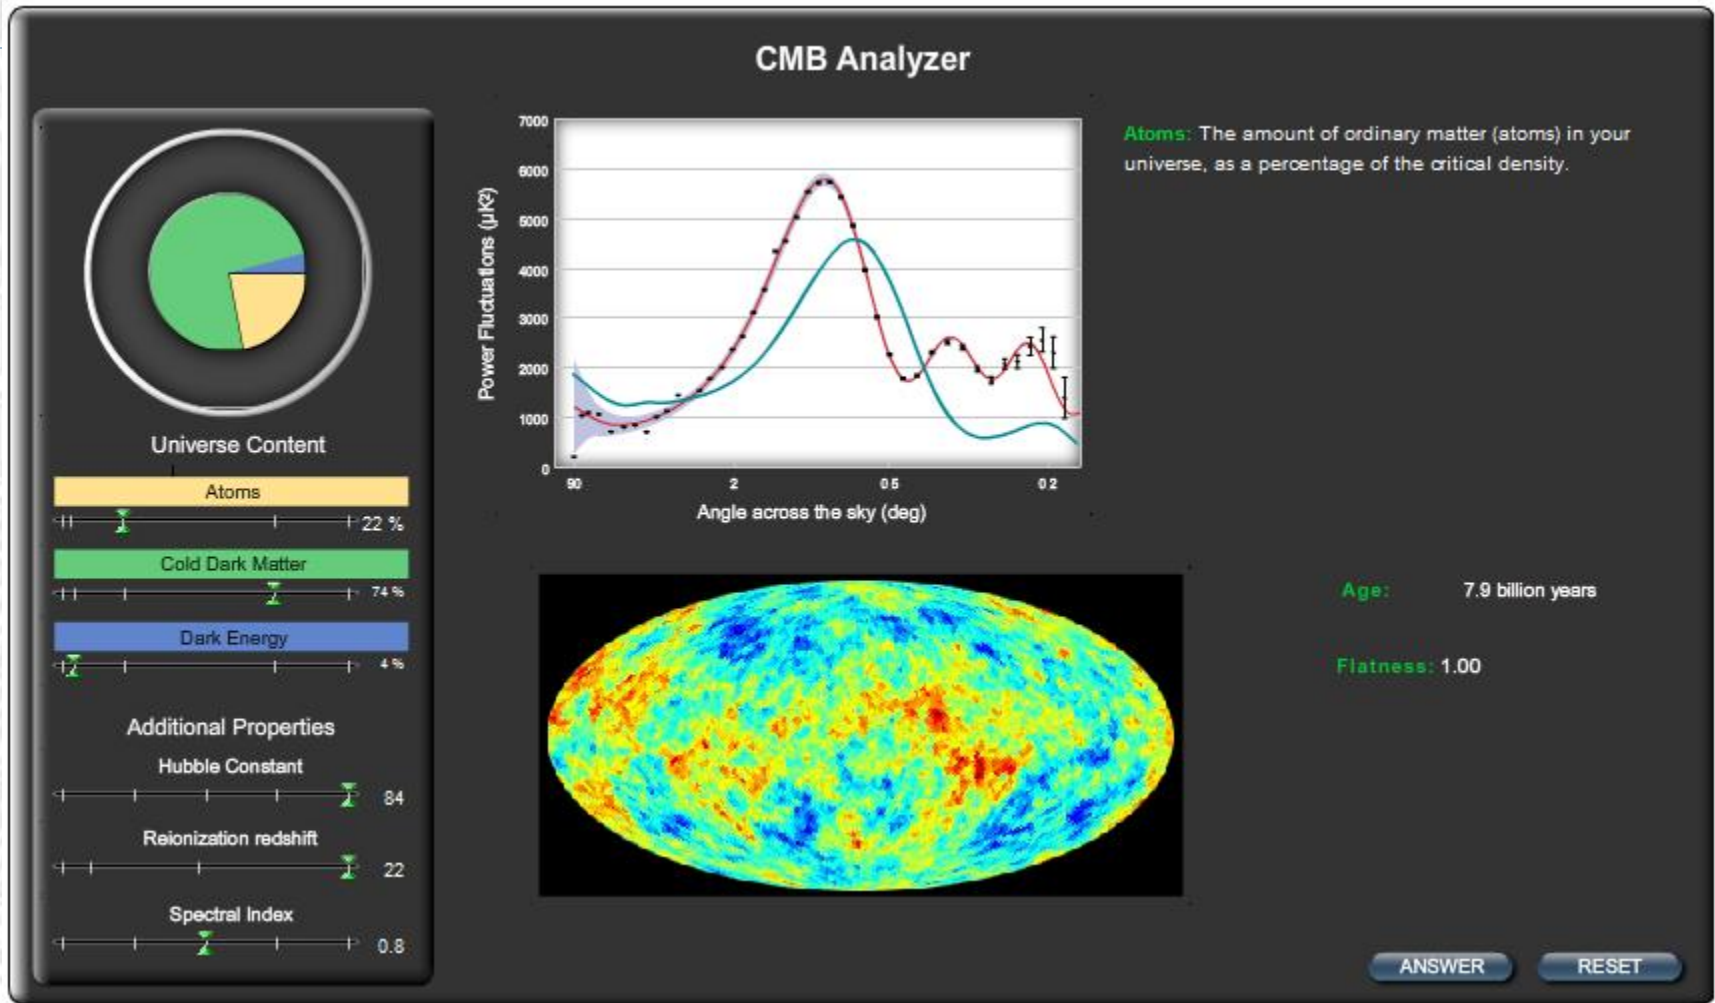 CMB Analyzer
Universe Content
Atoms
22 %
Cold Dark Matter
74 %
Dark Energy
4 %
Additional Properties
Hubble Constant
84
Reionization redshift
22
Spectral Index
0.8
Power Fluctuations (µK²)
7000
6000
5000
4000
3000
2000
1000
0
90 2 0.5 0.2
Angle across the sky (deg)
Atoms: The amount of ordinary matter (atoms) in your
universe, as a percentage of the critical density.
Age: 7.9 billion years
Flatness: 1.00
ANSWER RESET